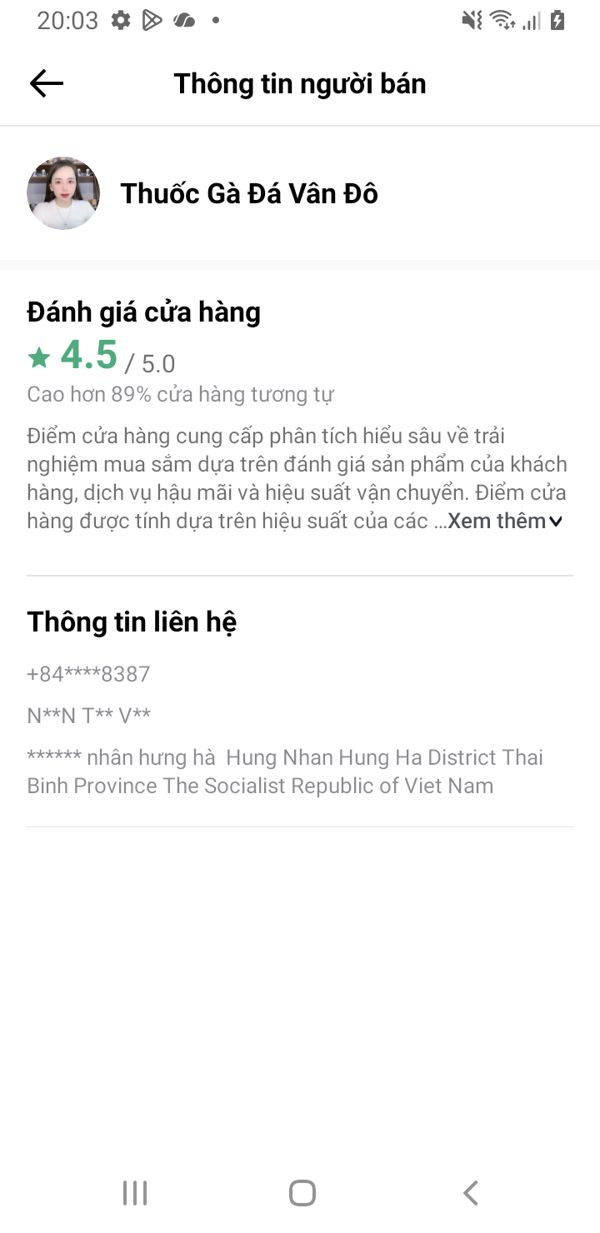 20:03
Thông tin người bán
Thuốc Gà Đá Vân Đô
Đánh giá cửa hàng
4.5 / 5.0
Cao hơn 89% cửa hàng tương tự
Điểm cửa hàng cung cấp phân tích hiểu sâu về trải
nghiệm mua sắm dựa trên đánh giá sản phẩm của khách
hàng, dịch vụ hậu mãi và hiệu suất vận chuyển. Điểm cửa
hàng được tính dựa trên hiệu suất của các ...Xem thêm
Thông tin liên hệ
+84****8387
N**N T** V**
****** nhân hưng hà  Hung Nhan Hung Ha District Thai
Binh Province The Socialist Republic of Viet Nam